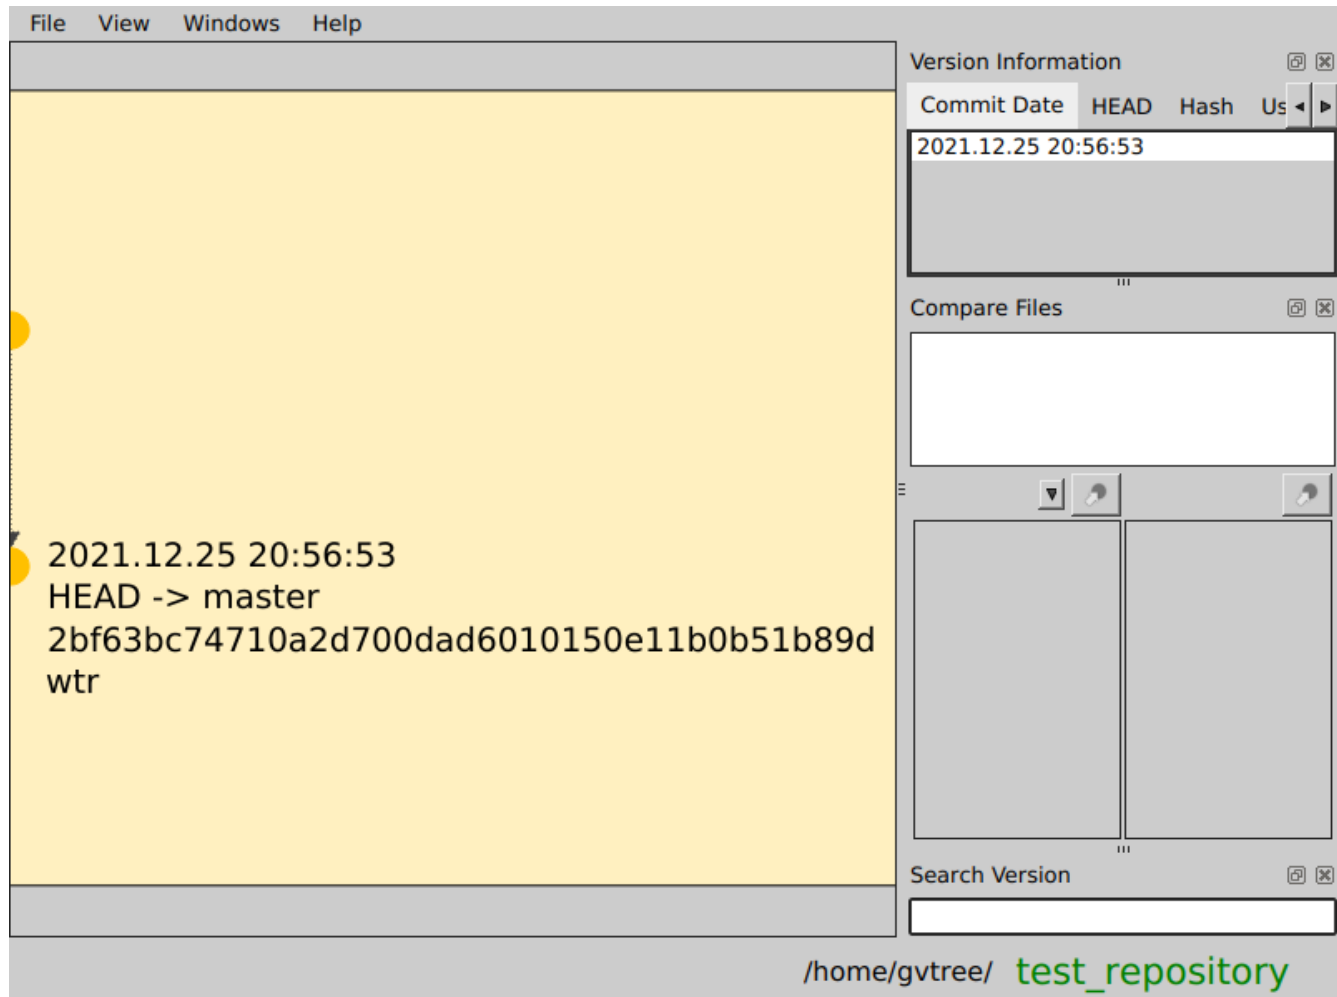 File View Windows Help
Version Information
Commit Date HEAD Hash Us
2021.12.25 20:56:53
Compare Files
2021.12.25 20:56:53
HEAD -> master
2bf63bc74710a2d700dad6010150e11b0b51b89d
wtr
Search Version
/home/gvtree/ test_repository